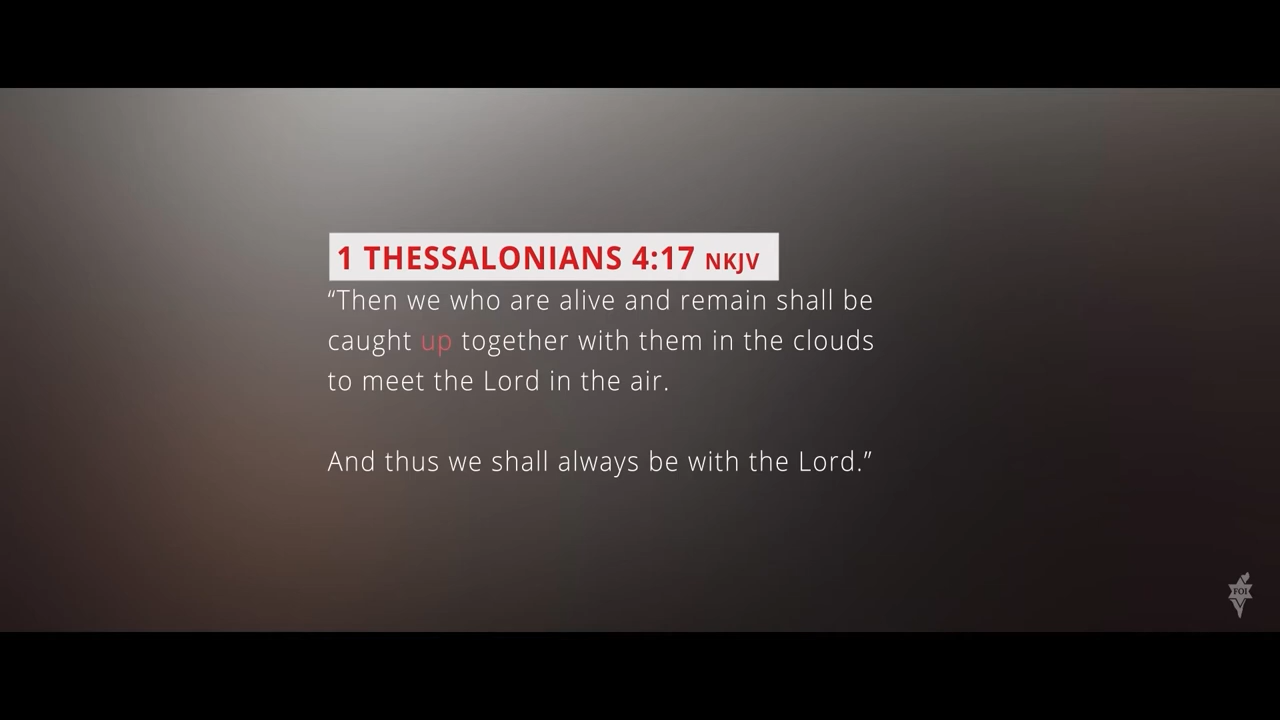 1 THESSALONIANS 4:17 NKJV
“Then we who are alive and remain shall be
caught up together with them in the clouds
to meet the Lord in the air.
And thus we shall always be with the Lord.”
FOI